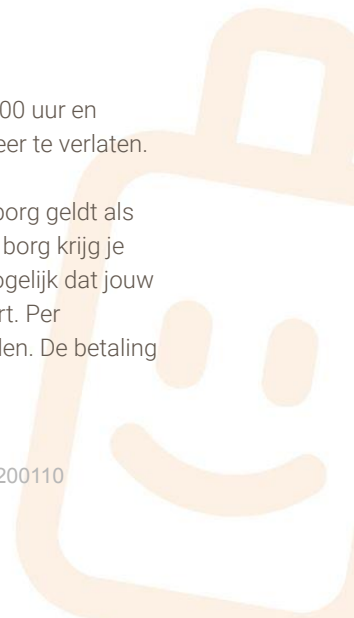 00 uur en
eer te verlaten.
borg geldt als
borg krijg je
ogelijk dat jouw
rt. Per
den. De betaling
200110